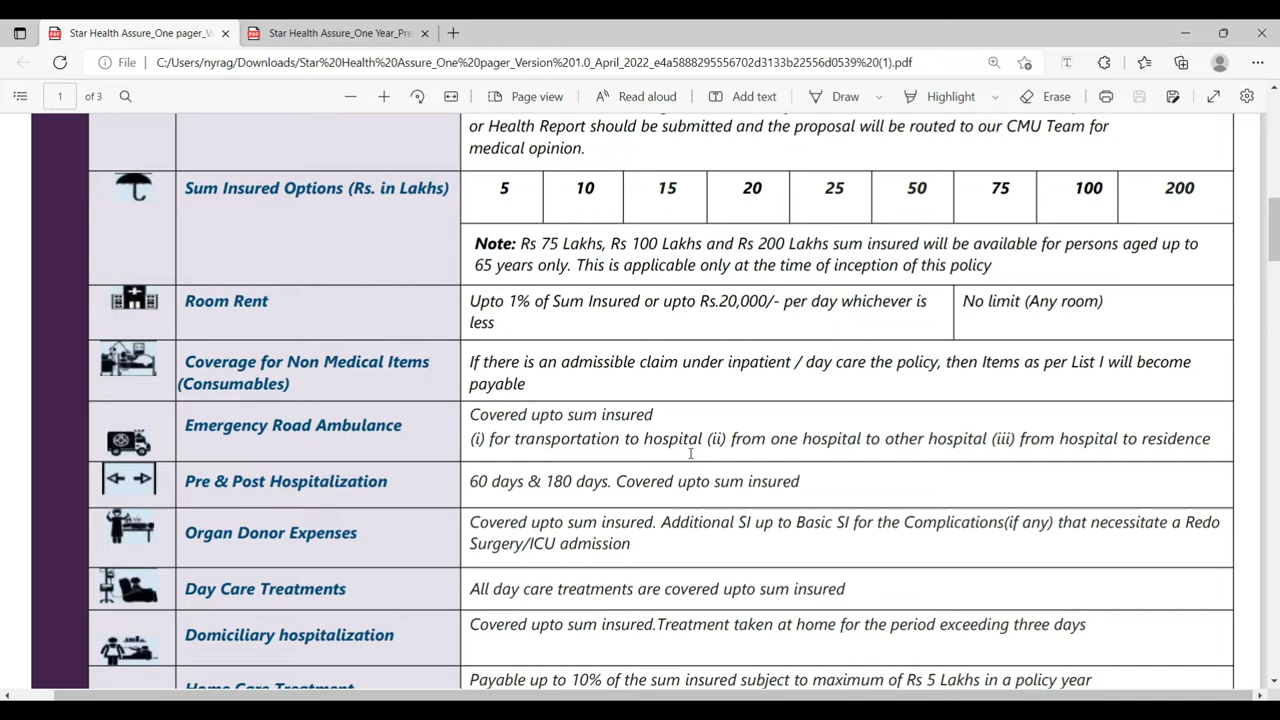 Star Health Assure_One pager_V
Star Health Assure_One Year_Pre
File
C:/Users/nyrag/Downloads/Star%20Health%20Assure_One%20pager_Version%201.0_April_2022_e4a5888295556702d3133b22556d0539%20(1).pdf
1 of 3
Page view
Read aloud
Add text
Draw
Highlight
Erase
or Health Report should be submitted and the proposal will be routed to our CMU Team for
medical opinion.
Sum Insured Options (Rs. in Lakhs) 5 10 15 20 25 50 75 100 200
Note: Rs 75 Lakhs, Rs 100 Lakhs and Rs 200 Lakhs sum insured will be available for persons aged up to
65 years only. This is applicable only at the time of inception of this policy
Room Rent
Upto 1% of Sum Insured or upto Rs.20,000/- per day whichever is
less
No limit (Any room)
Coverage for Non Medical Items
(Consumables)
If there is an admissible claim under inpatient / day care the policy, then Items as per List I will become
payable
Emergency Road Ambulance
Covered upto sum insured
(i) for transportation to hospital (ii) from one hospital to other hospital (iii) from hospital to residence
Pre & Post Hospitalization
60 days & 180 days. Covered upto sum insured
Organ Donor Expenses
Covered upto sum insured. Additional SI up to Basic SI for the Complications(if any) that necessitate a Redo
Surgery/ICU admission
Day Care Treatments
All day care treatments are covered upto sum insured
Domiciliary hospitalization
Covered upto sum insured.Treatment taken at home for the period exceeding three days
Home Care Treatment
Payable up to 10% of the sum insured subject to maximum of Rs 5 Lakhs in a policy year